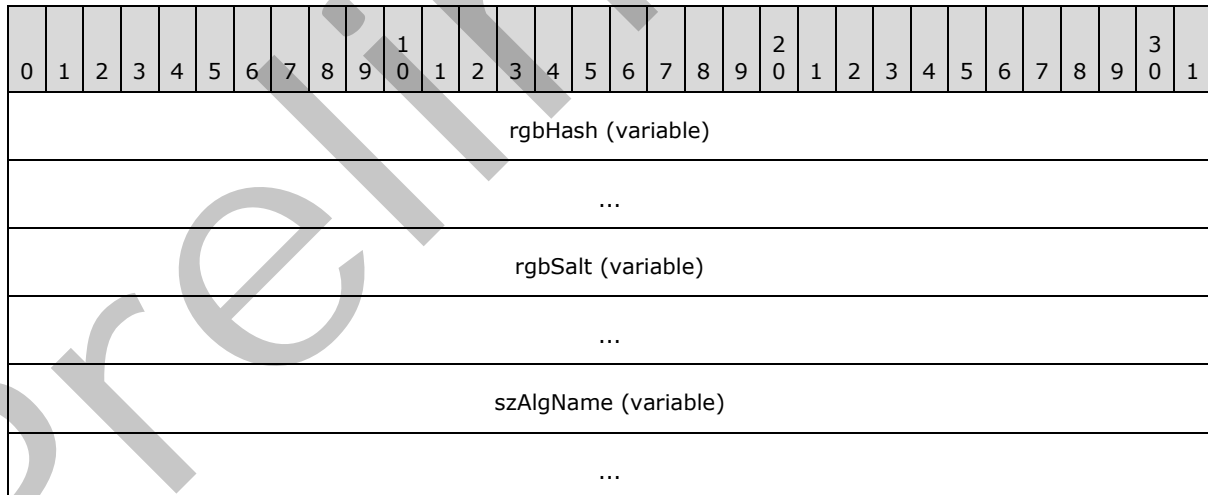 1 2 3
0 1 2 3 4 5 6 7 8 9 0 1 2 3 4 5 6 7 8 9 0 1 2 3 4 5 6 7 8 9 0 1
rgbHash (variable)
...
rgbSalt (variable)
...
szAlgName (variable)
...
Prelin